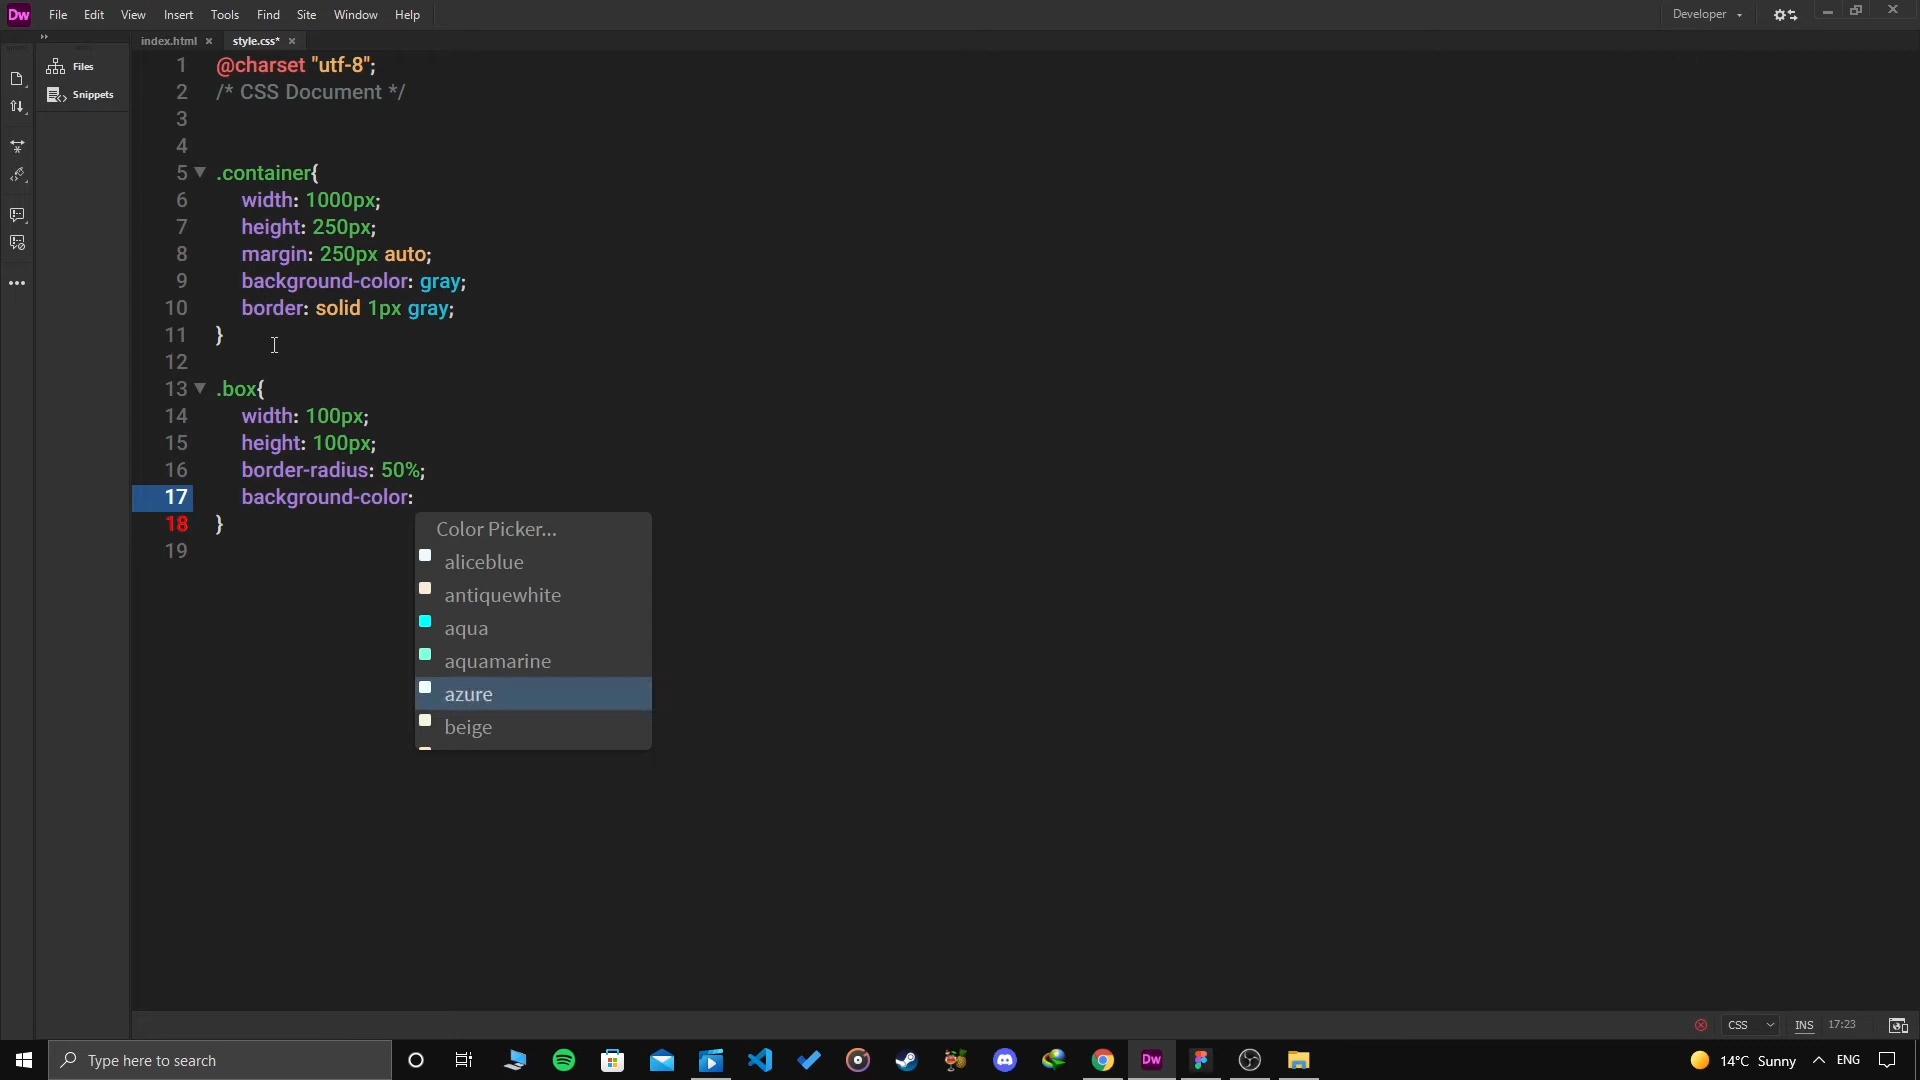 Dw File Edit View Insert Tools Find Site Window Help Developer
index.html × style.css* ×
Files
Snippets
1 @charset "utf-8";
2 /* CSS Document */
3
4
5 .container{
6 width: 1000px;
7 height: 250px;
8 margin: 250px auto;
9 background-color: gray;
10 border: solid 1px gray;
11 }
12
13 .box{
14 width: 100px;
15 height: 100px;
16 border-radius: 50%;
17 background-color:
18 }
19
Color Picker...
aliceblue
antiquewhite
aqua
aquamarine
azure
beige
CSS INS 17:23
Type here to search Dw 14°C Sunny ENG